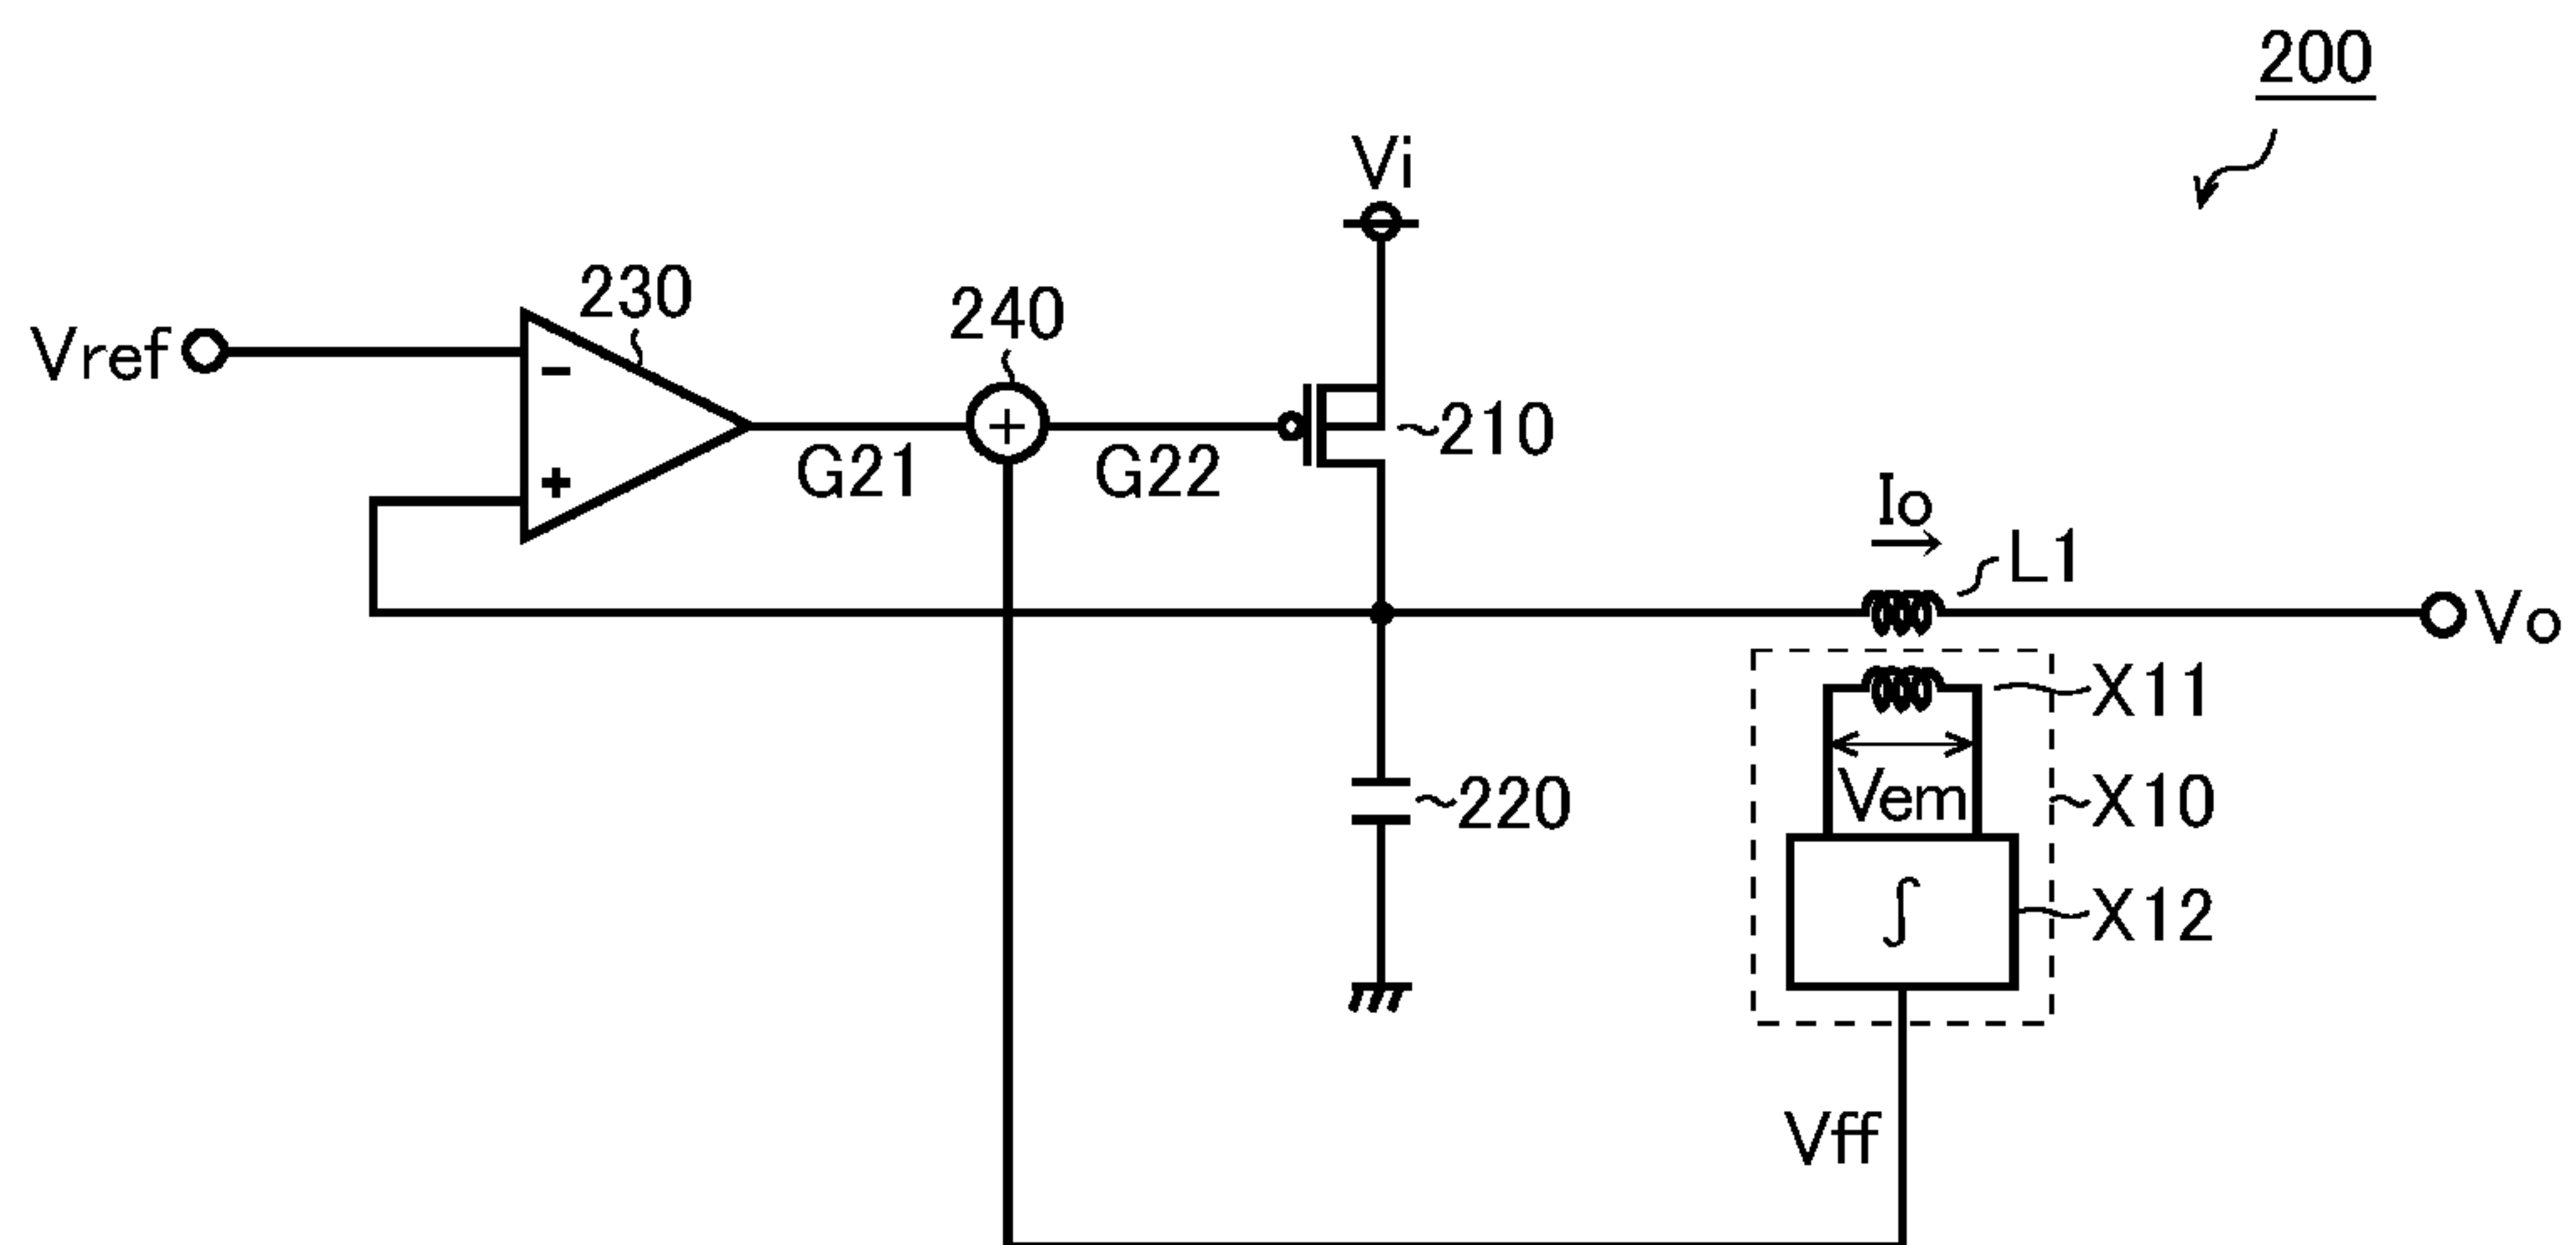 200
Vi
230
240
Vref
-
+
+
G21
G22
~210
Io
L1
Vo
X11
Vem
~X10
~220
∫
X12
Vff